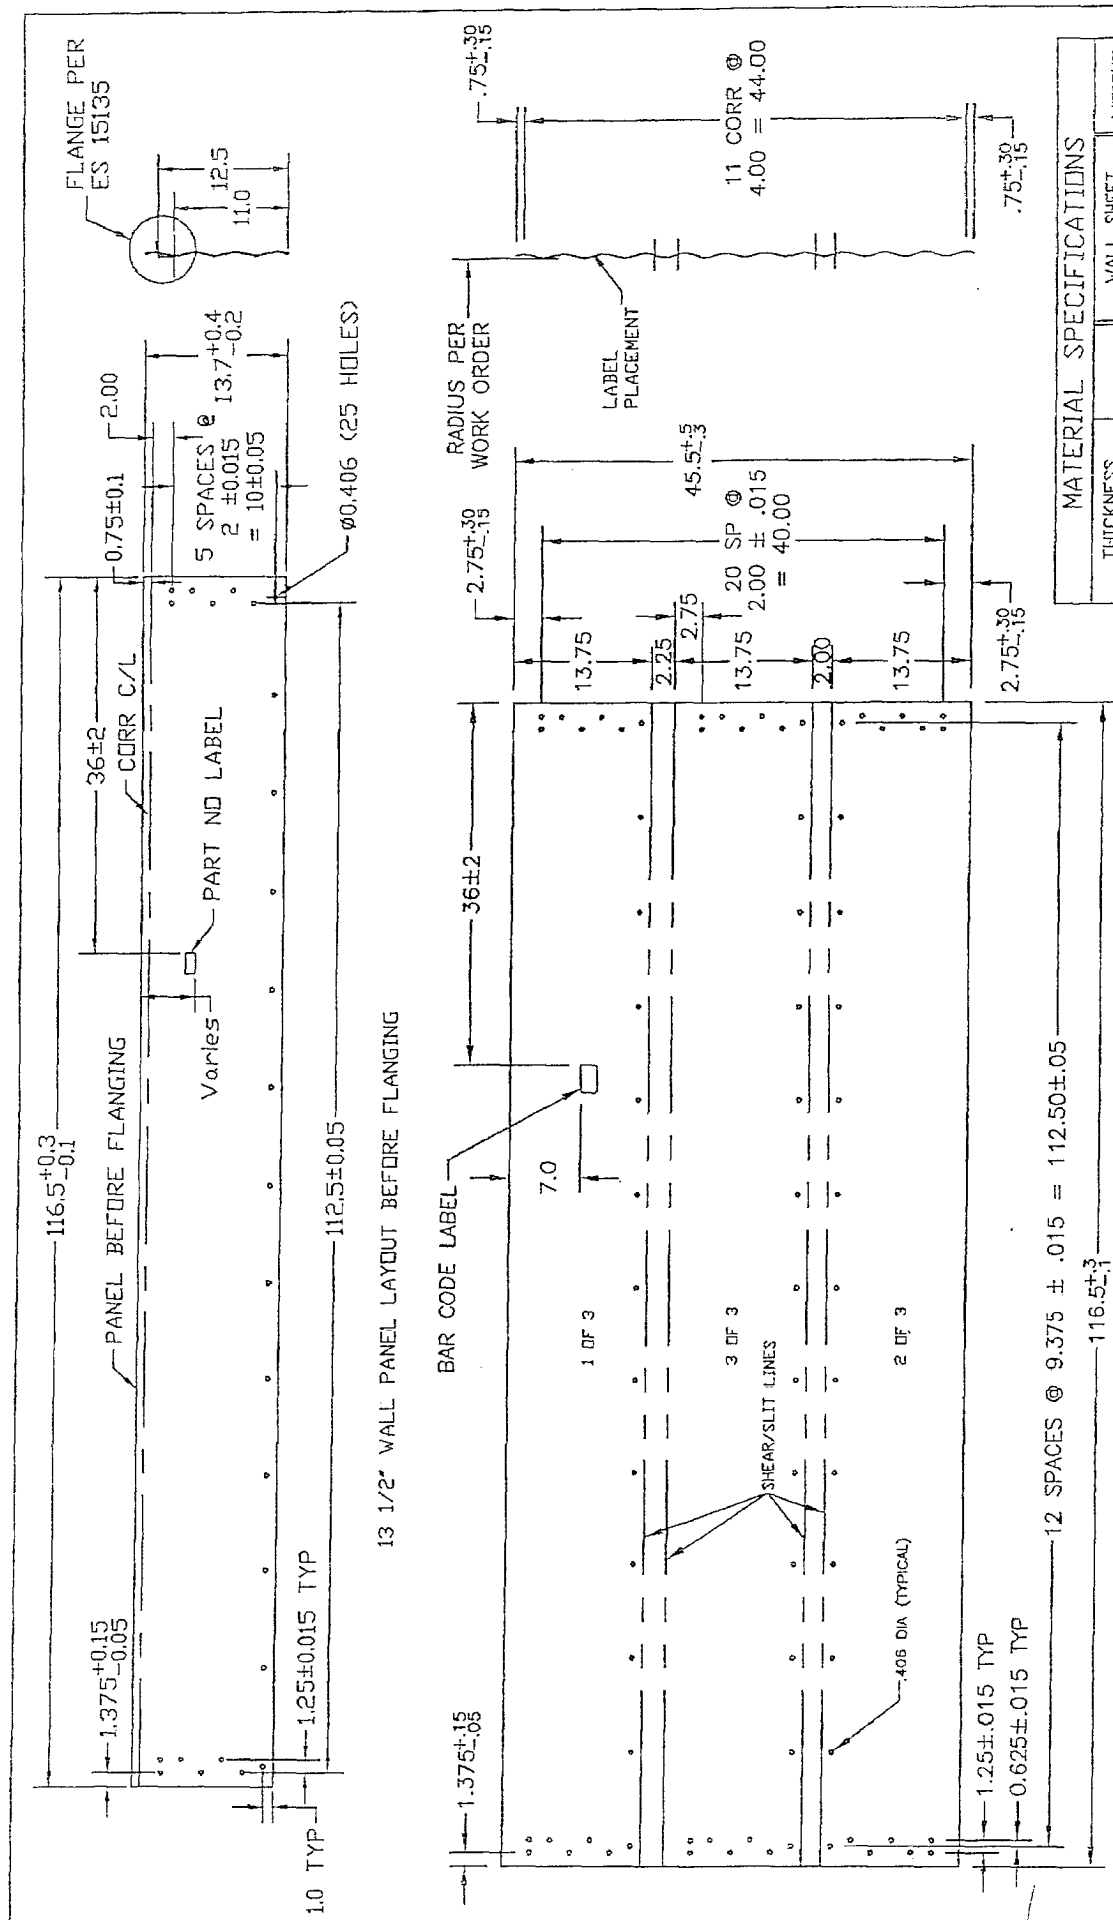 116.5+0.3 -0.1
36±2
PANEL BEFORE FLANGING
CORR C/L
1.375+0.15 -0.05
0.75±0.1
2.00
FLANGE PER
ES 15135
Varies
PART NO LABEL
5 SPACES @
2 ±0.015
= 10±0.05
13.7+0.4 -0.2
11.0
12.5
1.0 TYP
1.25±0.015 TYP
112.5±0.05
Ø0.406 (25 HOLES)
13 1/2" WALL PANEL LAYOUT BEFORE FLANGING
BAR CODE LABEL
36±2
2.75+.30 -.15
RADIUS PER
WORK ORDER
.75+.30 -.15
1.375+.15 -.05
7.0
13.75
2.25
2.75
13.75
2.00
13.75
20 SP @
2.00 ± .015
= 40.00
45.5+.5 -.3
LABEL
PLACEMENT
11 CORR @
4.00 = 44.00
1 OF 3
3 OF 3
SHEAR/SLIT LINES
2 OF 3
.406 DIA (TYPICAL)
2.75+.30 -.15
.75+.30 -.15
1.25±.015 TYP
0.625±.015 TYP
12 SPACES @ 9.375 ± .015 = 112.50±.05
116.5+.3 -.1
MATERIAL SPECIFICATIONS
THICKNESS
WALL SHEET